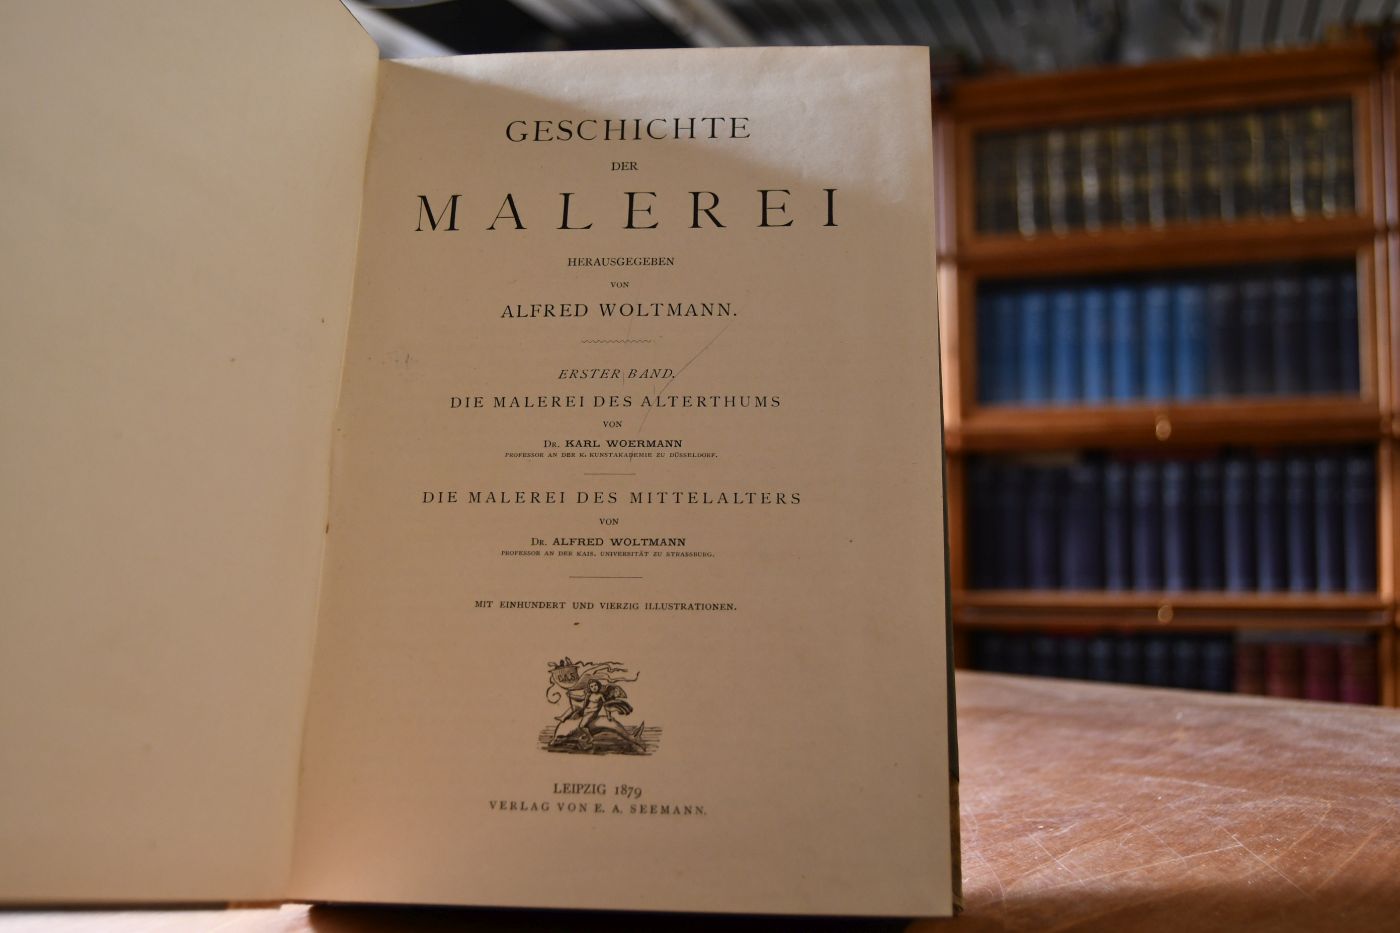 GESCHICHTE
DER
MALEREI
HERAUSGEGEBEN
VON
ALFRED WOLTMANN.
ERSTER BAND.
DIE MALEREI DES ALTERTHUMS
VON
DR. KARL WOERMANN
PROFESSOR AN DER K. KUNSTAKADEMIE ZU DÜSSELDORF.
DIE MALEREI DES MITTELALTERS
VON
DR. ALFRED WOLTMANN
PROFESSOR AN DER KAIS. UNIVERSITÄT ZU STRASSBURG.
MIT EINHUNDERT UND VIERZIG ILLUSTRATIONEN.
LEIPZIG 1879
VERLAG VON E. A. SEEMANN.